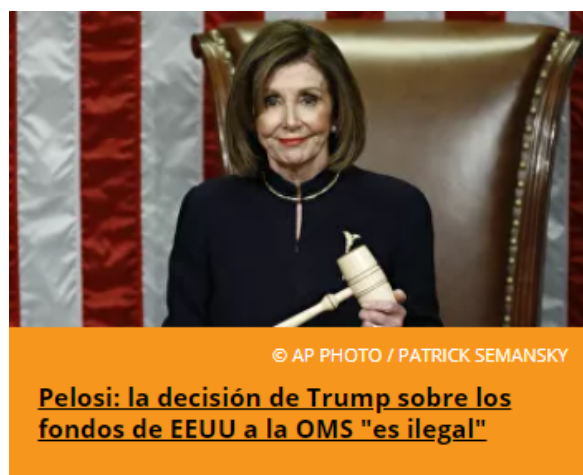 © AP PHOTO / PATRICK SEMANSKY
Pelosi: la decisión de Trump sobre los
fondos de EEUU a la OMS "es ilegal"